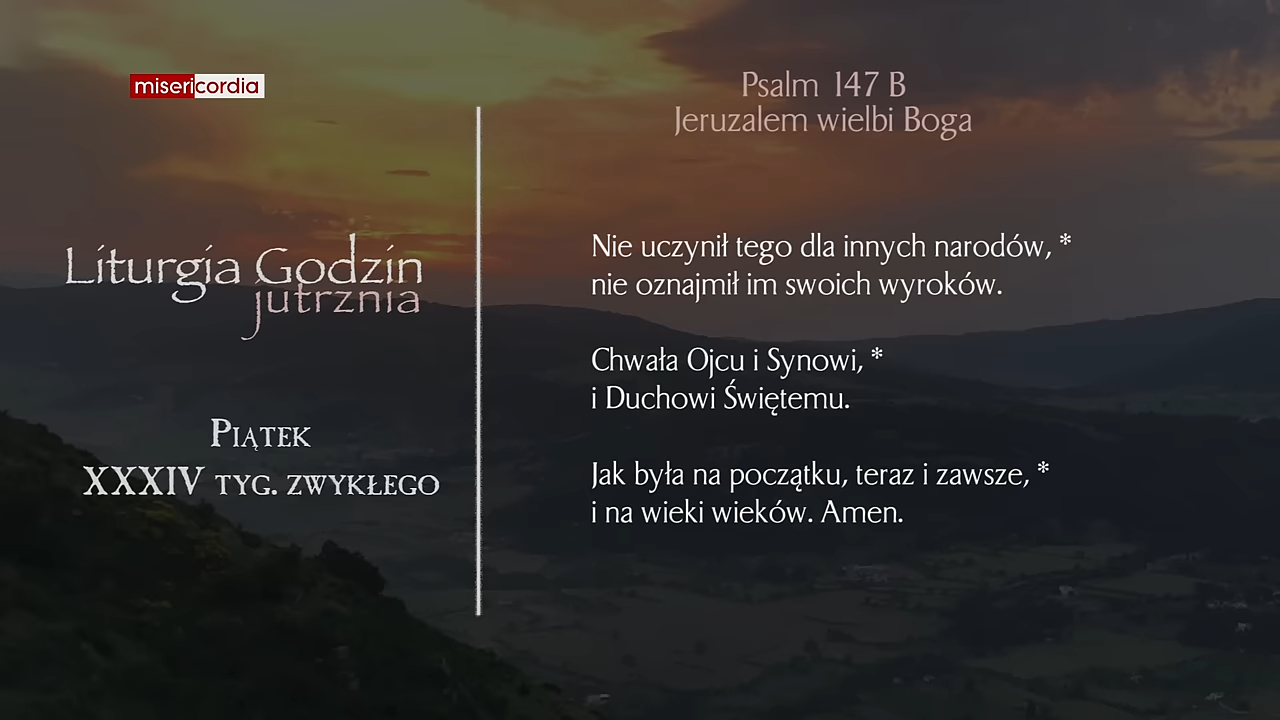 misericordia
Liturgia Godzin
jutrznia
Piątek
XXXIV tyg. zwykłego
Psalm 147 B
Jeruzalem wielbi Boga
Nie uczynił tego dla innych narodów, *
nie oznajmił im swoich wyroków.
Chwała Ojcu i Synowi, *
i Duchowi Świętemu.
Jak była na początku, teraz i zawsze, *
i na wieki wieków. Amen.